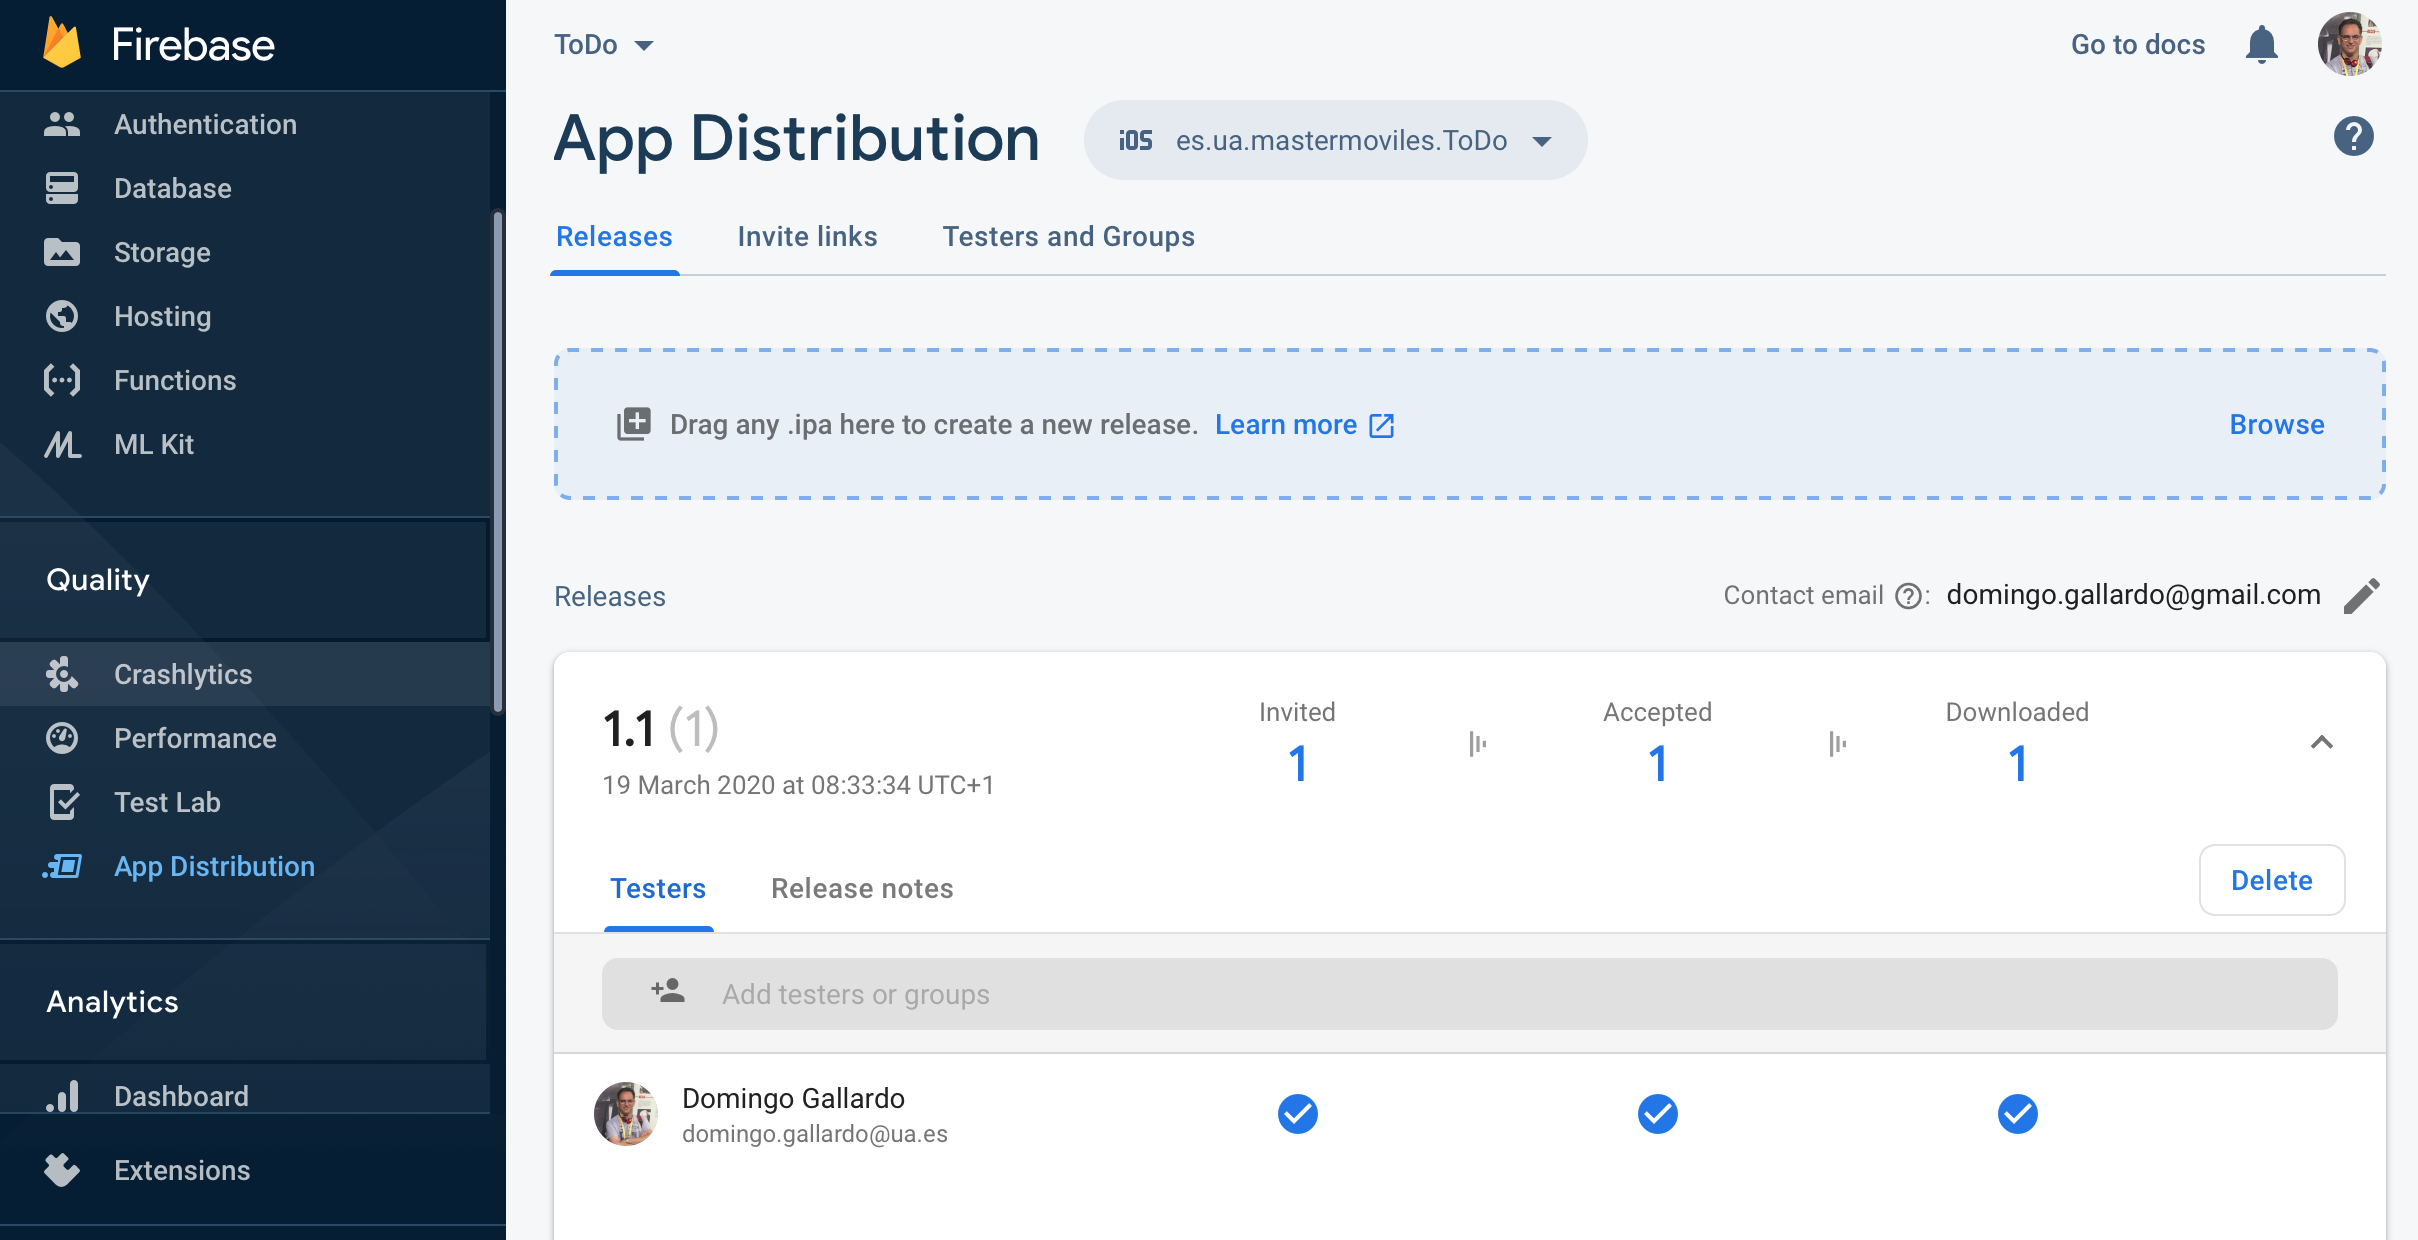 Firebase
Authentication
Database
Storage
Hosting
Functions
ML Kit
Quality
Crashlytics
Performance
Test Lab
App Distribution
Analytics
Dashboard
Extensions
ToDo
Go to docs
App Distribution
iOS es.ua.mastermoviles.ToDo
Releases Invite links Testers and Groups
Drag any .ipa here to create a new release. Learn more
Browse
Releases
Contact email ?: domingo.gallardo@gmail.com
1.1 (1)
19 March 2020 at 08:33:34 UTC+1
Invited Accepted Downloaded
1 1 1
Testers Release notes
Delete
Add testers or groups
Domingo Gallardo
domingo.gallardo@ua.es